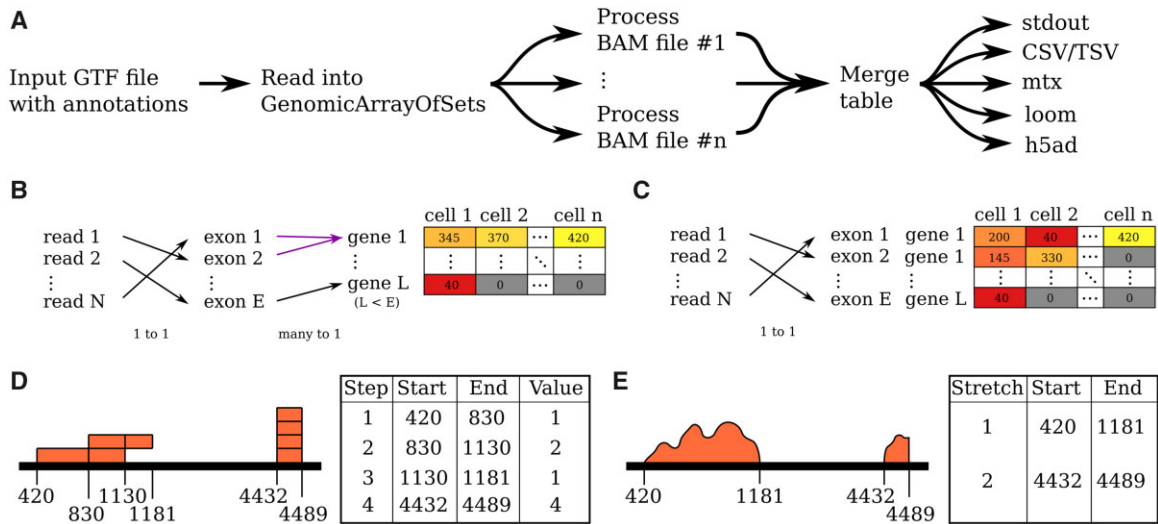 A
Input GTF file
with annotations
Read into
GenomicArrayOfSets
Process
BAM file #1
⋮
Process
BAM file #n
Merge
table
stdout
CSV/TSV
mtx
loom
h5ad
B
cell 1 cell 2 cell n
read 1 exon 1 gene 1 345 370 ⋯ 420
read 2 exon 2 ⋮ ⋮ ⋮ ⋱ ⋮
⋮
read N exon E gene L 40 0 ⋯ 0
(L < E)
1 to 1 many to 1
C
cell 1 cell 2 cell n
read 1 exon 1 gene 1 200 40 ⋯ 420
read 2 exon 2 gene 1 145 330 ⋯ 0
⋮ ⋮ ⋮ ⋮ ⋮ ⋱ ⋮
read N exon E gene L 40 0 ⋯ 0
1 to 1
D
420 1130 4432
830 1181 4489
Step Start End Value
1 420 830 1
2 830 1130 2
3 1130 1181 1
4 4432 4489 4
E
420 1181 4432
4489
Stretch Start End
1 420 1181
2 4432 4489